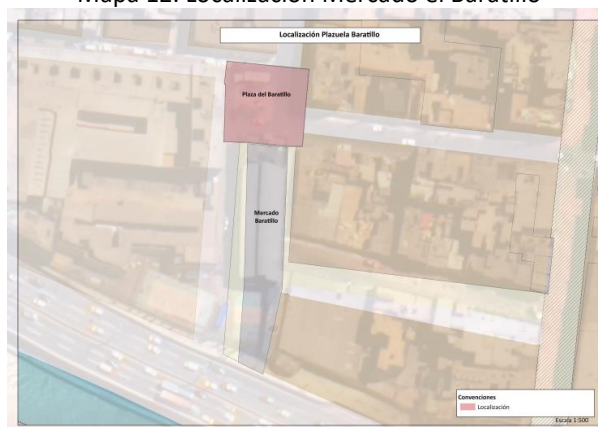 Mapa 12. Localización Mercado el Baratillo
Localización Plazuela Baratillo
Plaza del Baratillo
Mercado
Baratillo
Convenciones
Localización
Escala 1:500